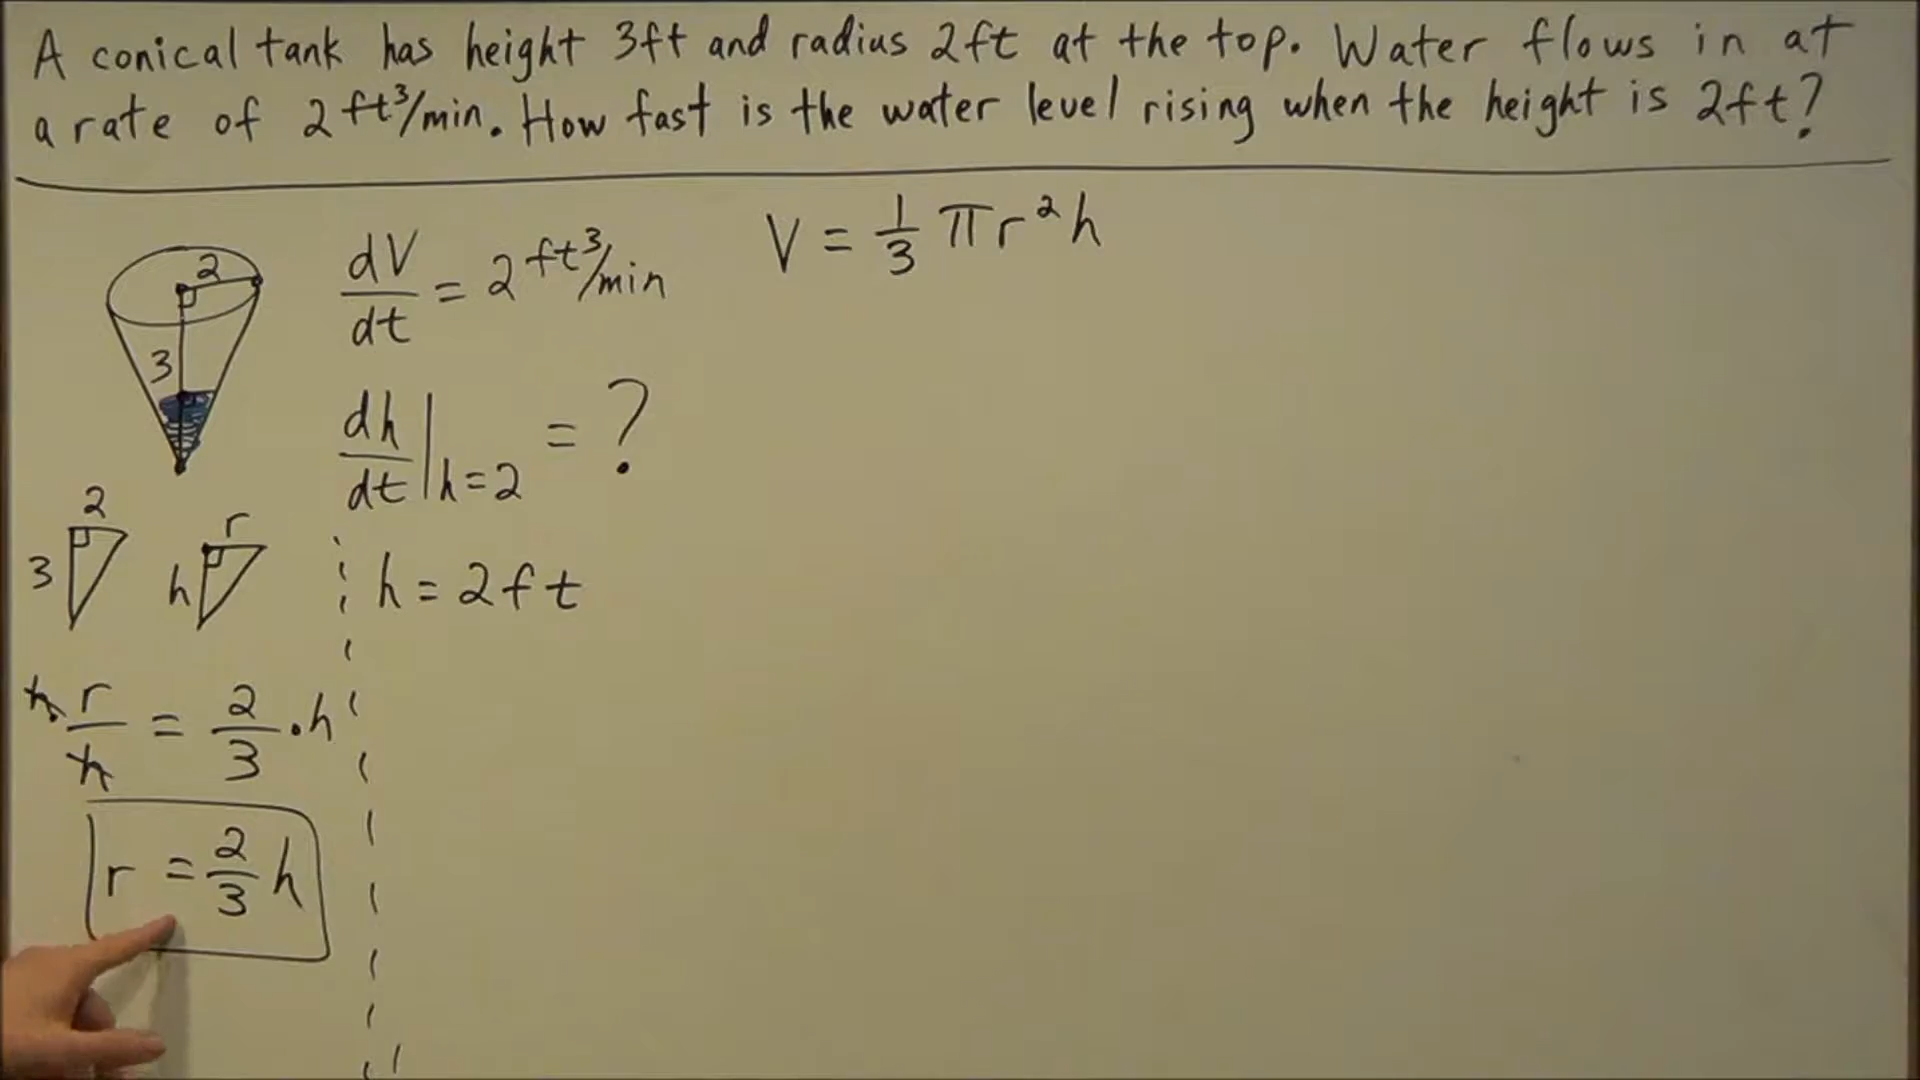 A conical tank has height 3ft and radius 2ft at the top. Water flows in at
a rate of 2 ft³/min. How fast is the water level rising when the height is 2ft?
2
3
dV/dt = 2 ft³/min
V = 1/3 πr²h
dh/dt|h=2 = ?
2
3
r
h
h = 2ft
h· r/h = 2/3 · h
r = 2/3 h